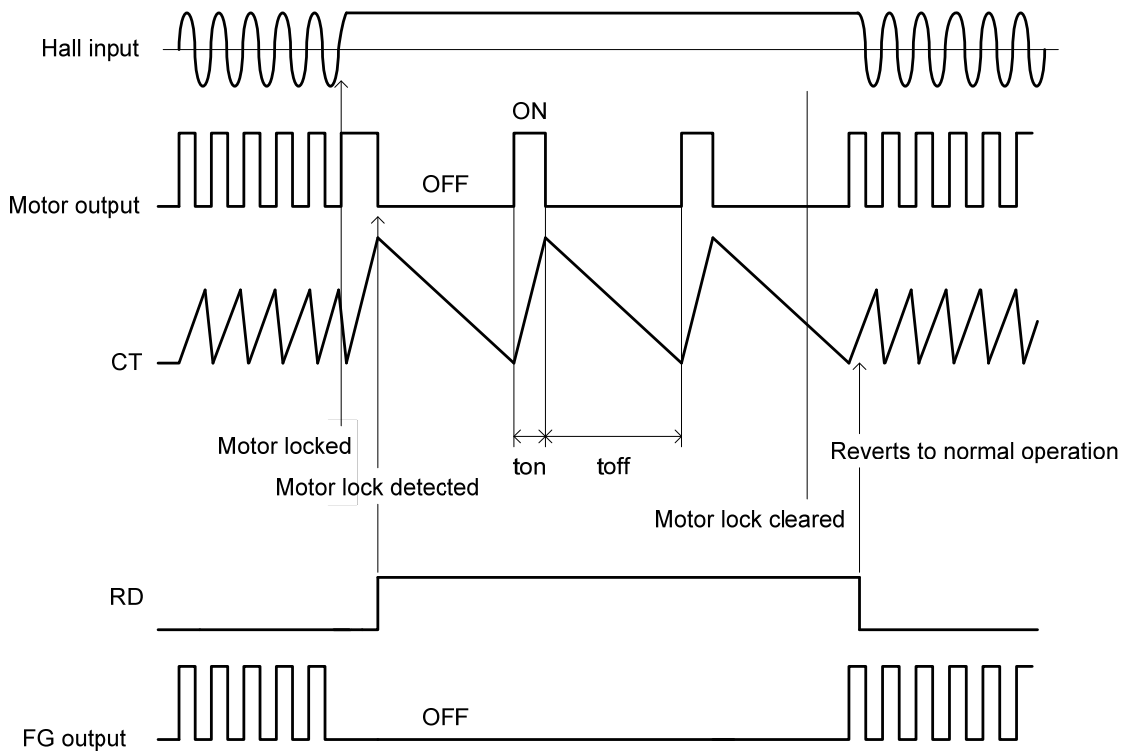 Hall input
ON
OFF
Motor output
CT
Motor locked
Reverts to normal operation
ton
toff
Motor lock detected
Motor lock cleared
RD
OFF
FG output